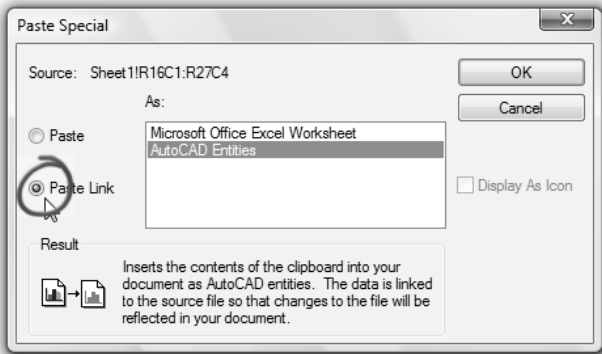 Paste Special
Source: Sheet1!R16C1:R27C4
OK
As:
Cancel
Paste
Microsoft Office Excel Worksheet
AutoCAD Entities
Paste Link
Display As Icon
Result
Inserts the contents of the clipboard into your
document as AutoCAD entities. The data is linked
to the source file so that changes to the file will be
reflected in your document.